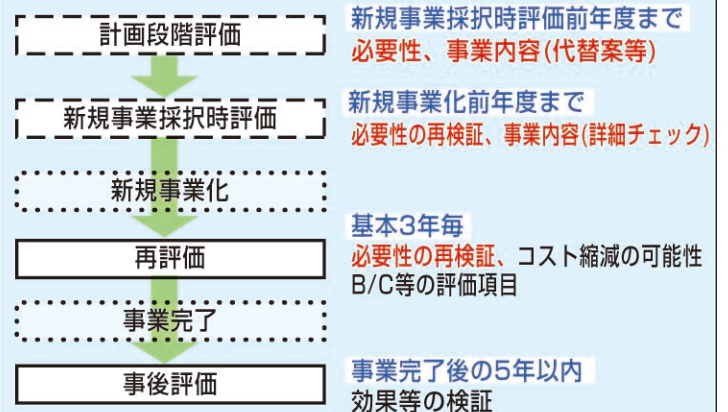 計画段階評価
新規事業採択時評価前年度まで
必要性、事業内容(代替案等)
新規事業採択時評価
新規事業化前年度まで
必要性の再検証、事業内容(詳細チェック)
新規事業化
再評価
基本3年毎
必要性の再検証、コスト縮減の可能性
B/C等の評価項目
事業完了
事後評価
事業完了後の5年以内
効果等の検証